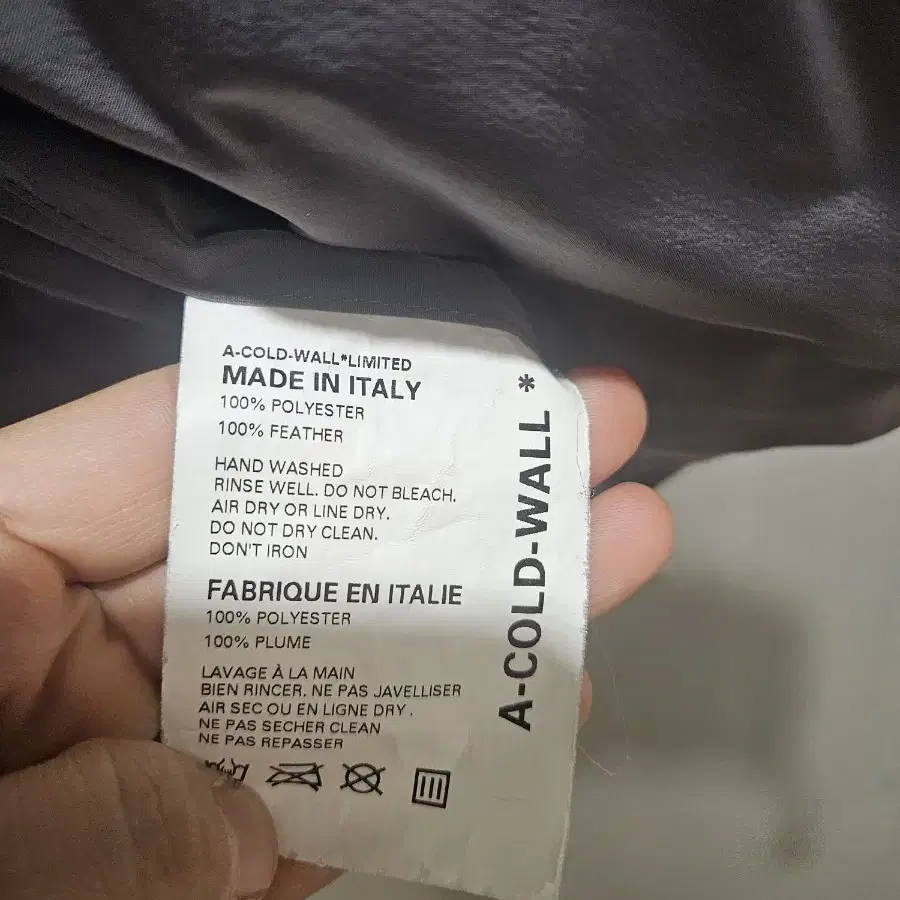 A-COLD-WALL*LIMITED
MADE IN ITALY
100% POLYESTER
100% FEATHER
HAND WASHED
RINSE WELL. DO NOT BLEACH.
AIR DRY OR LINE DRY.
DO NOT DRY CLEAN.
DON'T IRON
FABRIQUE EN ITALIE
100% POLYESTER
100% PLUME
LAVAGE À LA MAIN
BIEN RINCER. NE PAS JAVELLISER
AIR SEC OU EN LIGNE DRY.
NE PAS SECHER CLEAN
NE PAS REPASSER
A-COLD-WALL*